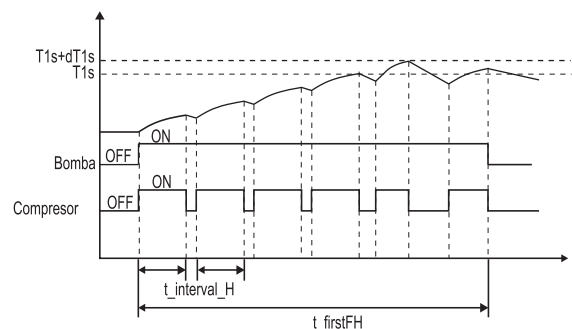 T1s+dT1s
T1s
ON
OFF
Bomba
ON
OFF
Compresor
t_interval_H
t_firstFH